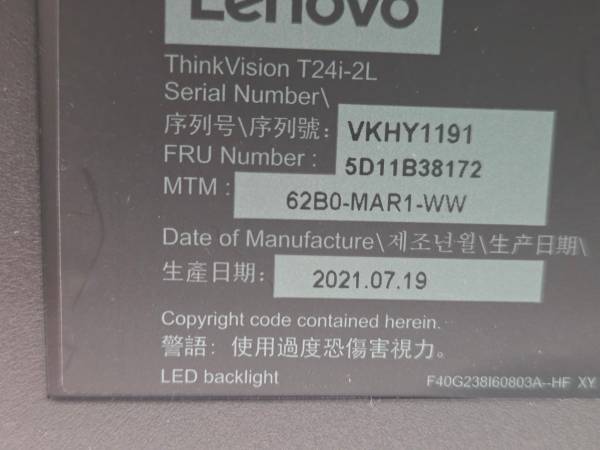 Lenovo
ThinkVision T24i-2L
Serial Number\
序列号\序列號: VKHY1191
FRU Number : 5D11B38172
MTM : 62B0-MAR1-WW
Date of Manufacture\제조년월\生产日期\
生產日期: 2021.07.19
Copyright code contained herein.
警語: 使用過度恐傷害視力。
LED backlight
F40G238I60803A--HF XY